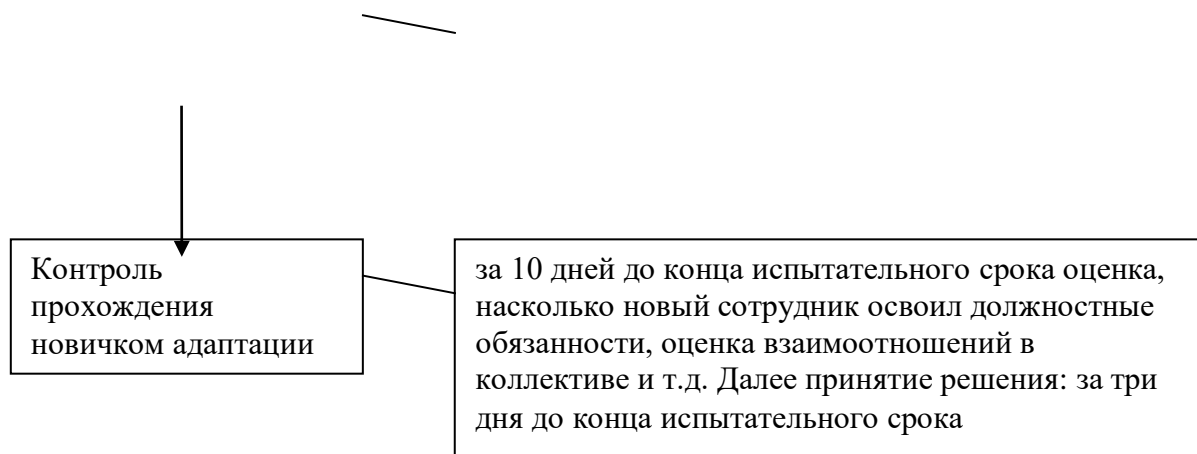 Контроль
прохождения
новичком адаптации
за 10 дней до конца испытательного срока оценка,
насколько новый сотрудник освоил должностные
обязанности, оценка взаимоотношений в
коллективе и т.д. Далее принятие решения: за три
дня до конца испытательного срока